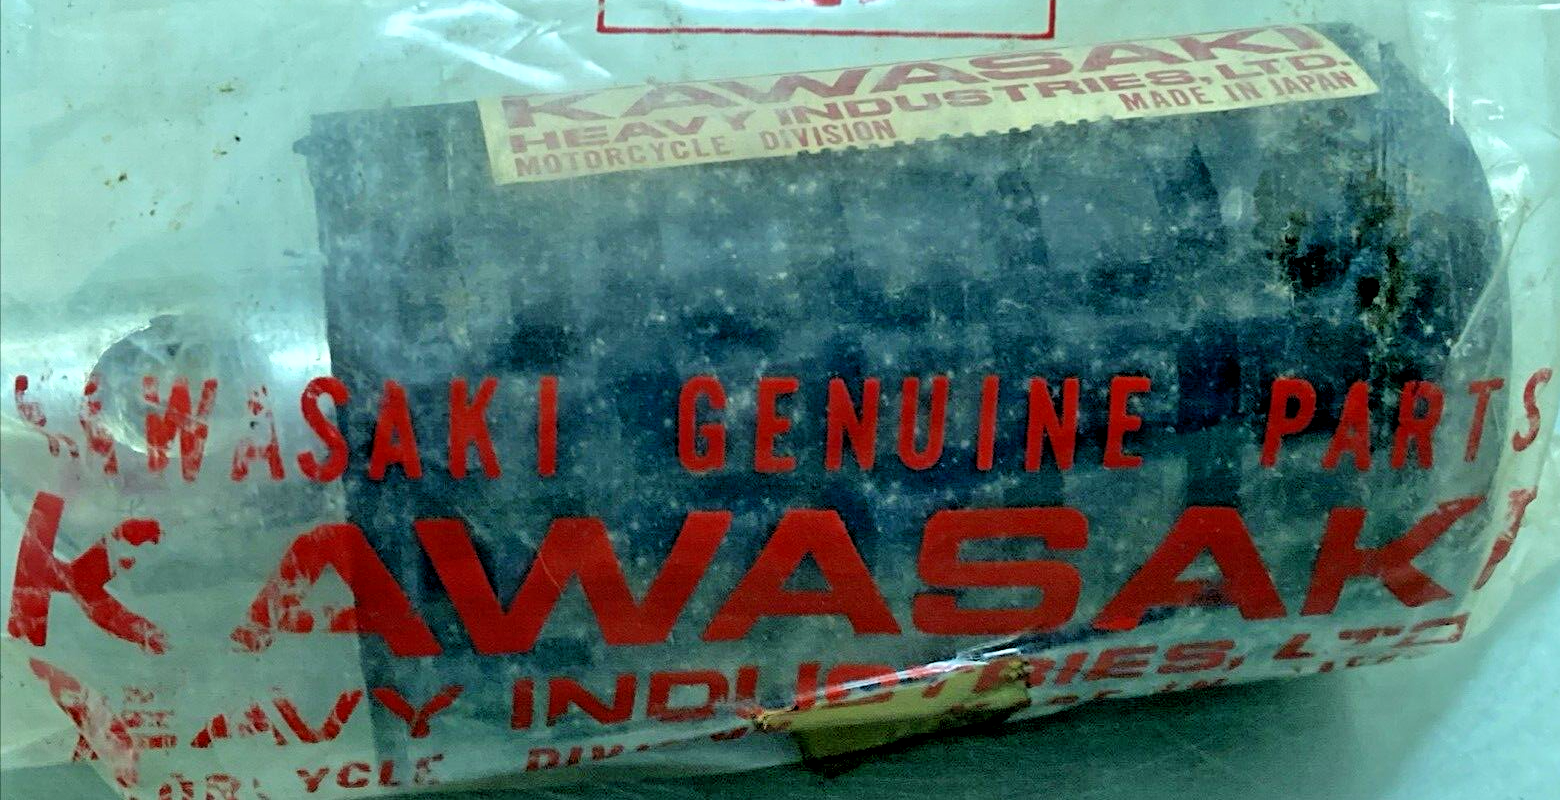 KAWASAKI
HEAVY INDUSTRIES, LTD.
MOTORCYCLE DIVISION MADE IN JAPAN
KAWASAKI GENUINE PARTS
KAWASAKI
HEAVY INDUSTRIES, LTD